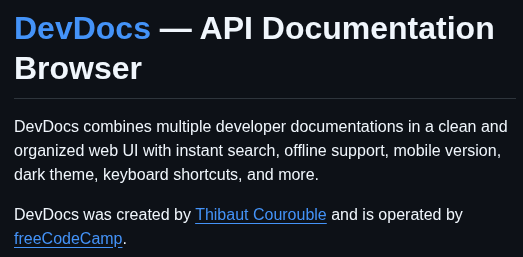 DevDocs — API Documentation
Browser
DevDocs combines multiple developer documentations in a clean and
organized web UI with instant search, offline support, mobile version,
dark theme, keyboard shortcuts, and more.
DevDocs was created by Thibaut Courouble and is operated by
freeCodeCamp.